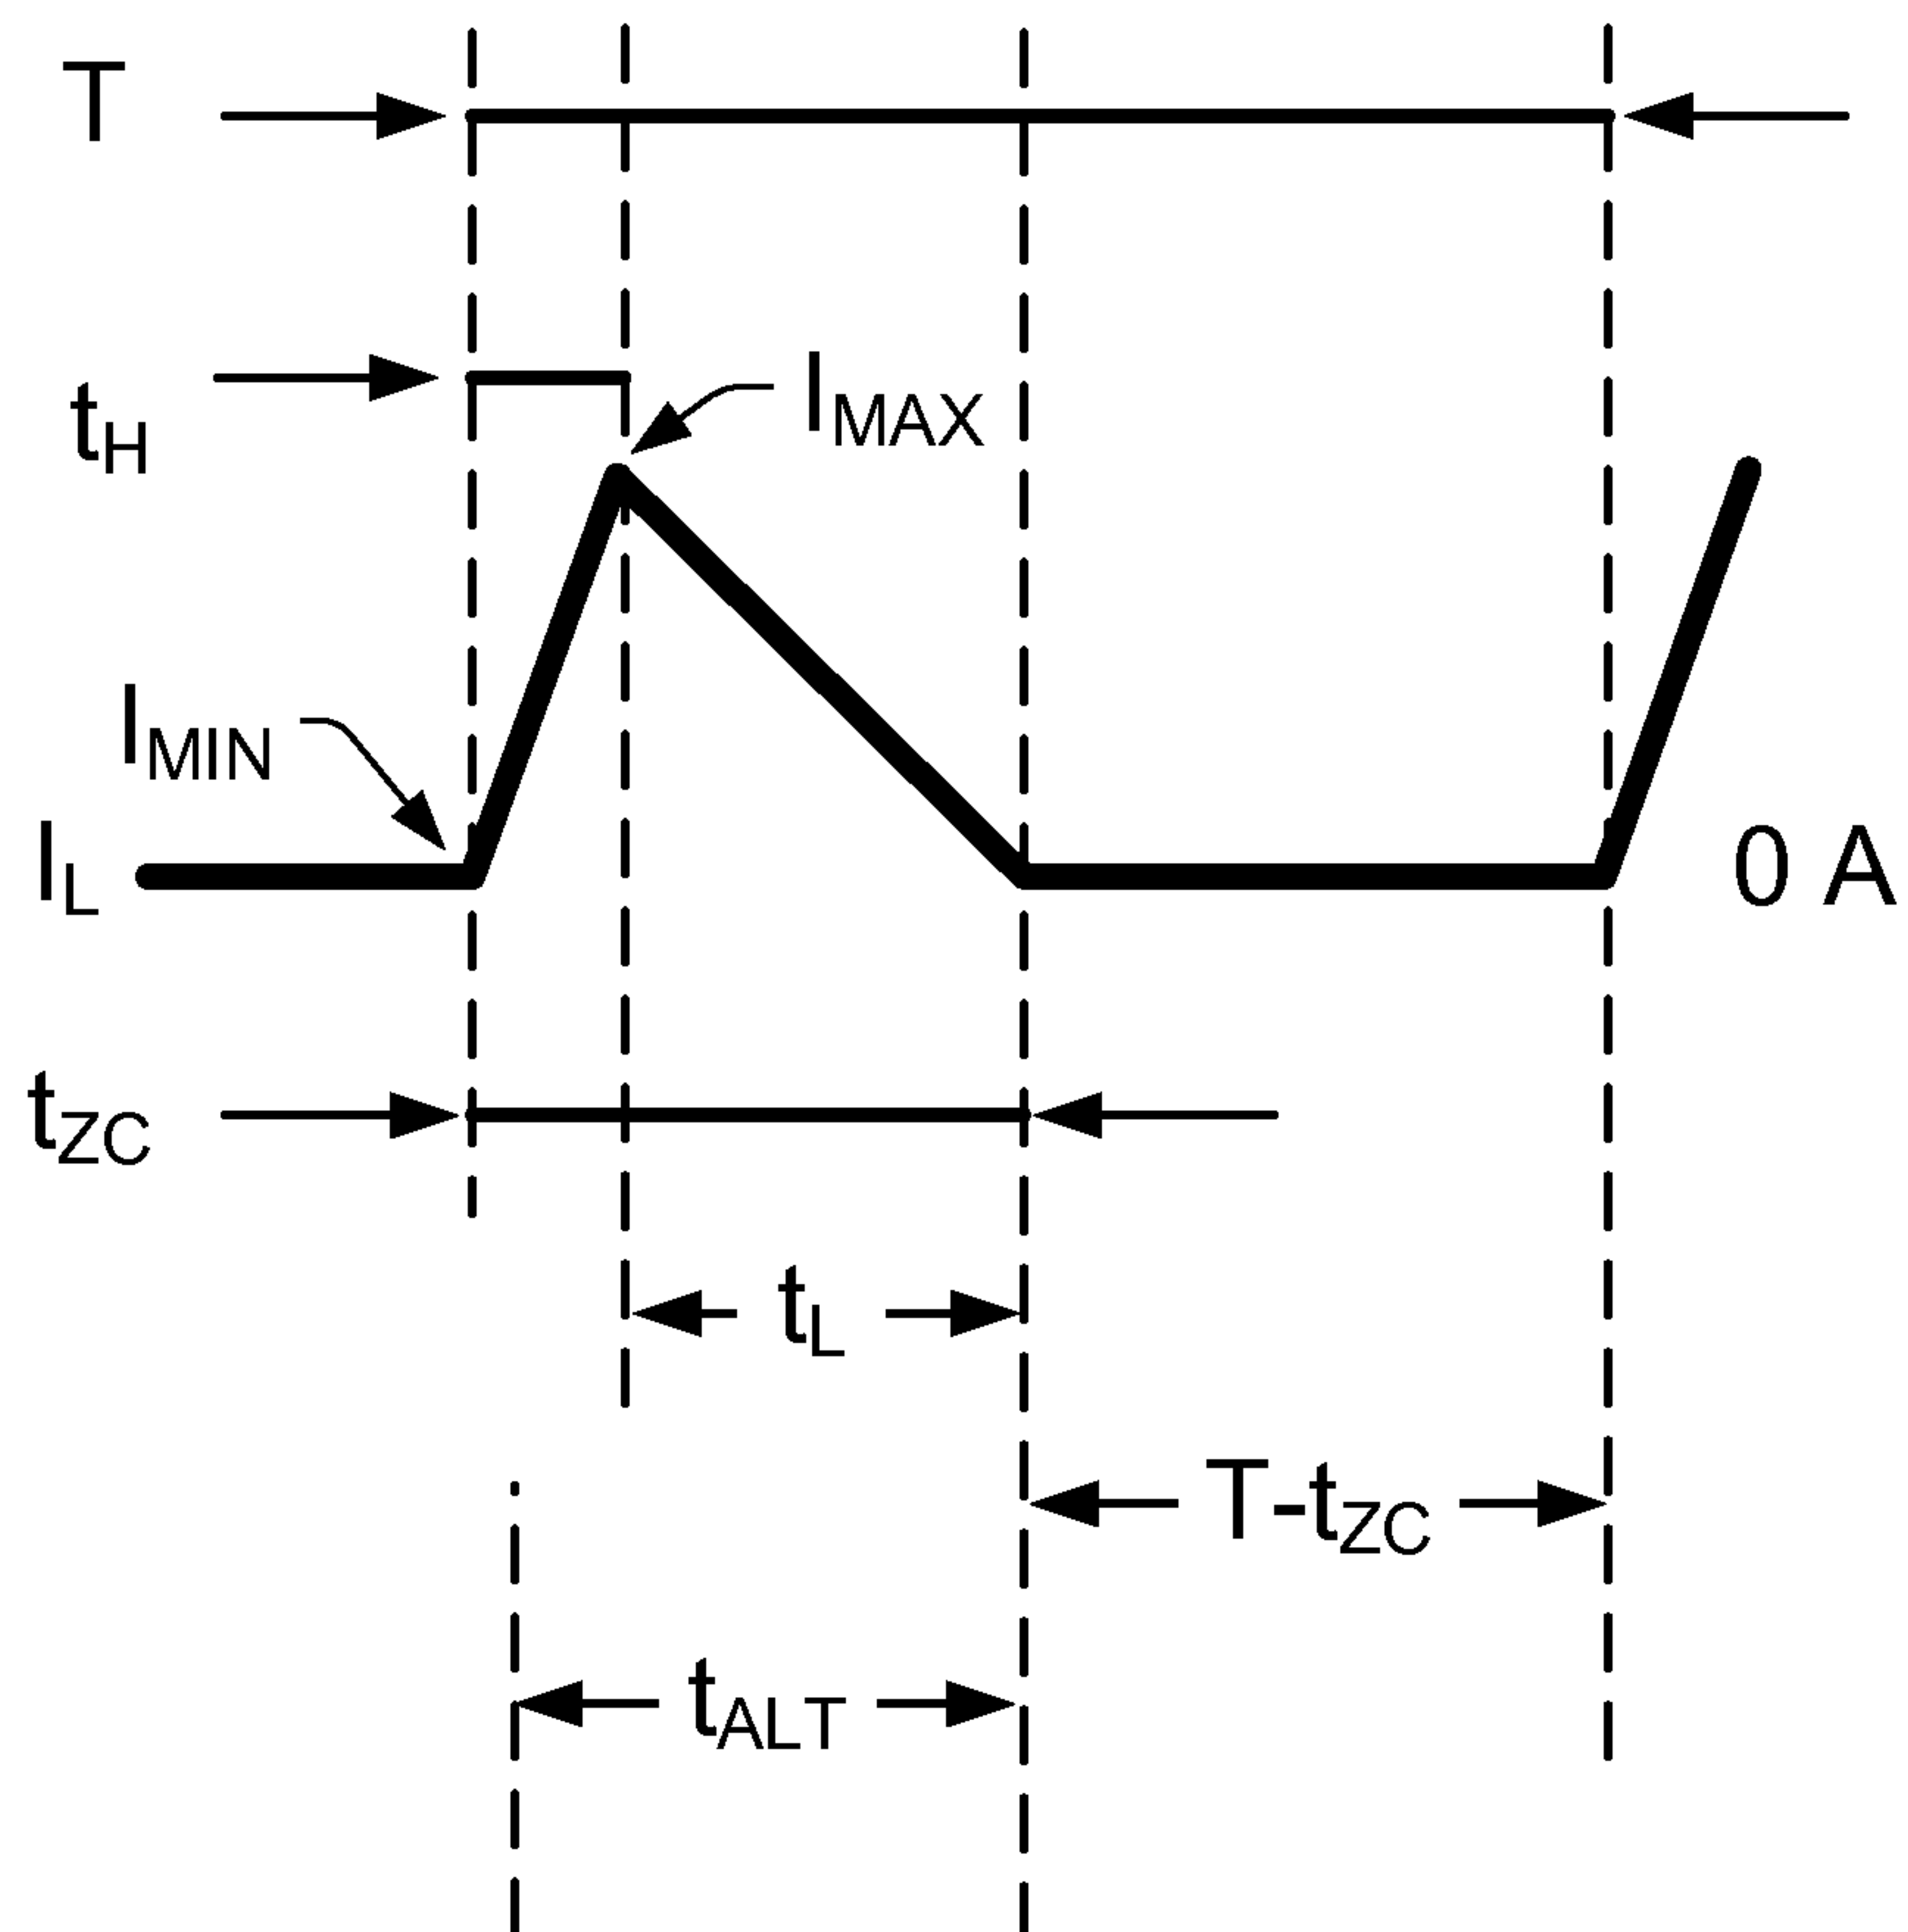 T
tH
IMAX
IMIN
IL
0 A
tZC
tL
T-tZC
tALT